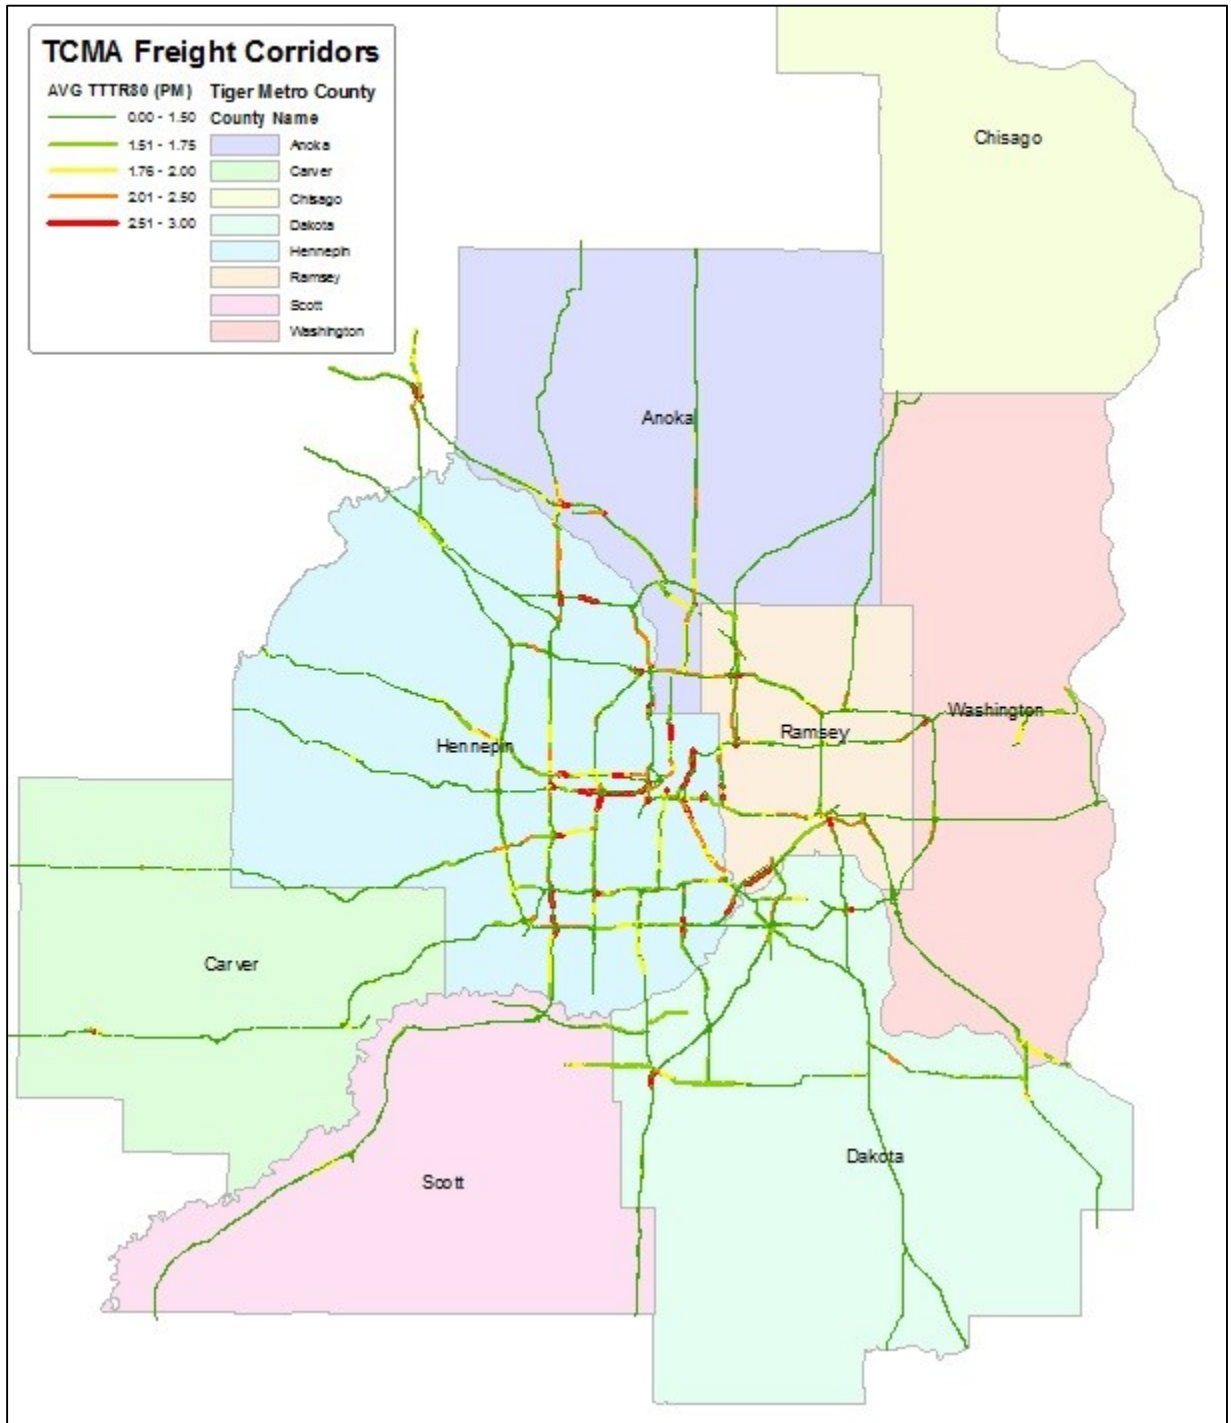 TCMA Freight Corridors
AVG TTTR80 (PM)
0.00 - 1.50
1.51 - 1.75
1.76 - 2.00
2.01 - 2.50
2.51 - 3.00
Tiger Metro County
County Name
Anoka
Carver
Chisago
Dakota
Hennepin
Ramsey
Scott
Washington
Chisago
Anoka
Washington
Ramsey
Hennepin
Carver
Dakota
Scott